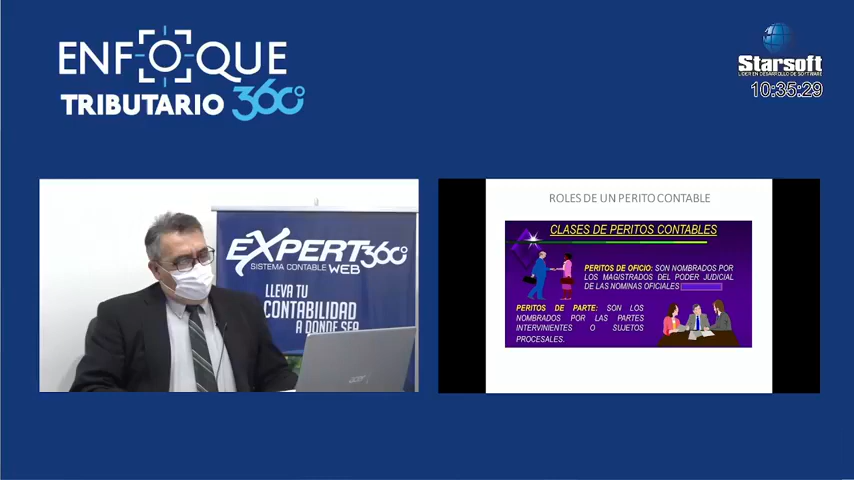 ENFOQUE
TRIBUTARIO 360°
Starsoft
LIDER EN DESARROLLO DE SOFTWARE
10:35:29
EXPERT360°
SISTEMA CONTABLE WEB
LLEVA TU
CONTABILIDAD
A DONDE SEA
acer
ROLES DE UN PERITO CONTABLE
CLASES DE PERITOS CONTABLES
PERITOS DE OFICIO: SON NOMBRADOS POR
LOS MAGISTRADOS DEL PODER JUDICIAL
DE LAS NOMINAS OFICIALES
PERITOS DE PARTE: SON LOS
NOMBRADOS POR LAS PARTES
INTERVINIENTES O SUJETOS
PROCESALES.